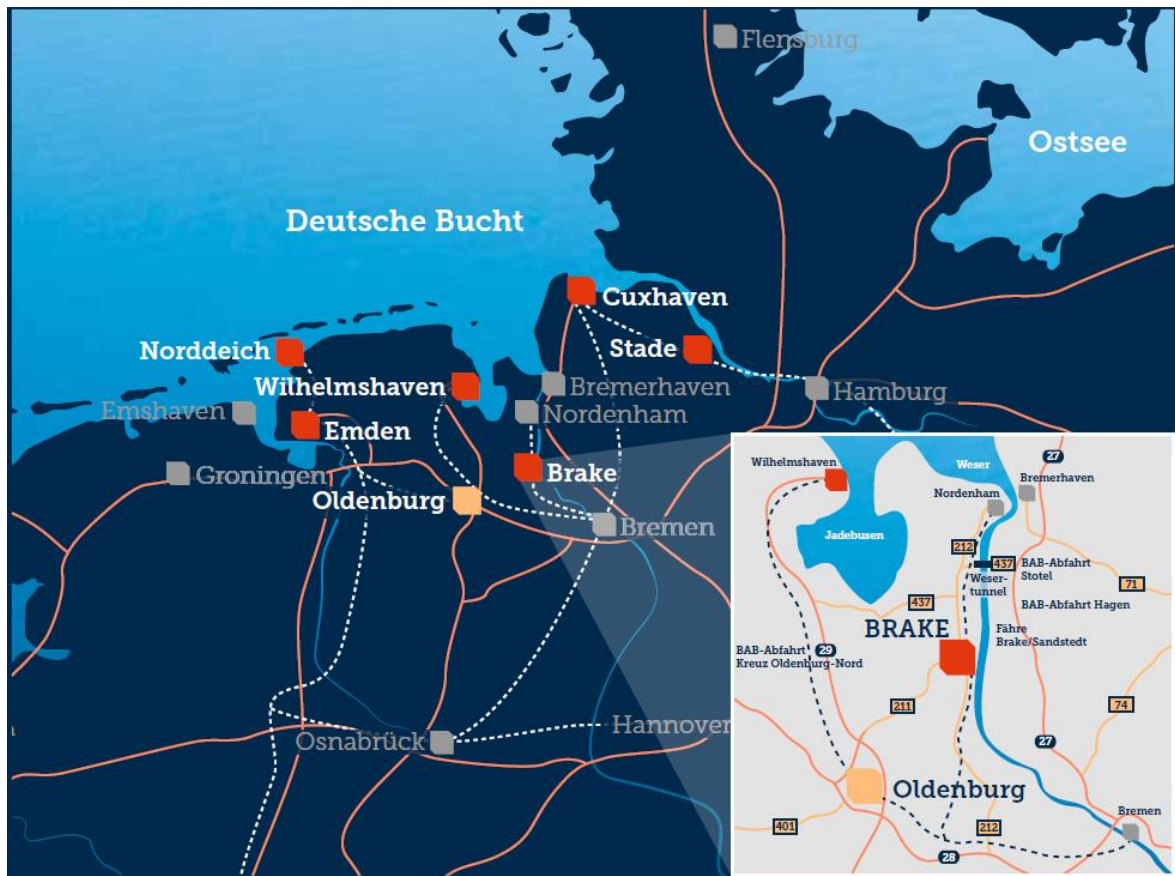 Flensburg
Ostsee
Deutsche Bucht
Cuxhaven
Norddeich
Stade
Wilhelmshaven
Bremerhaven
Hamburg
Emshaven
Nordenham
Emden
Groningen
Brake
Oldenburg
Bremen
Osnabrück
Hannover
Wilhelmshaven
Weser
27
Bremerhaven
Nordenham
Jadebusen
212
437
BAB-Abfahrt
Stotel
Weser-
tunnel
71
437
BAB-Abfahrt Hagen
BRAKE
Fähre
Brake/Sandstedt
BAB-Abfahrt
Kreuz Oldenburg-Nord
29
211
74
27
Oldenburg
401
212
Bremen
28